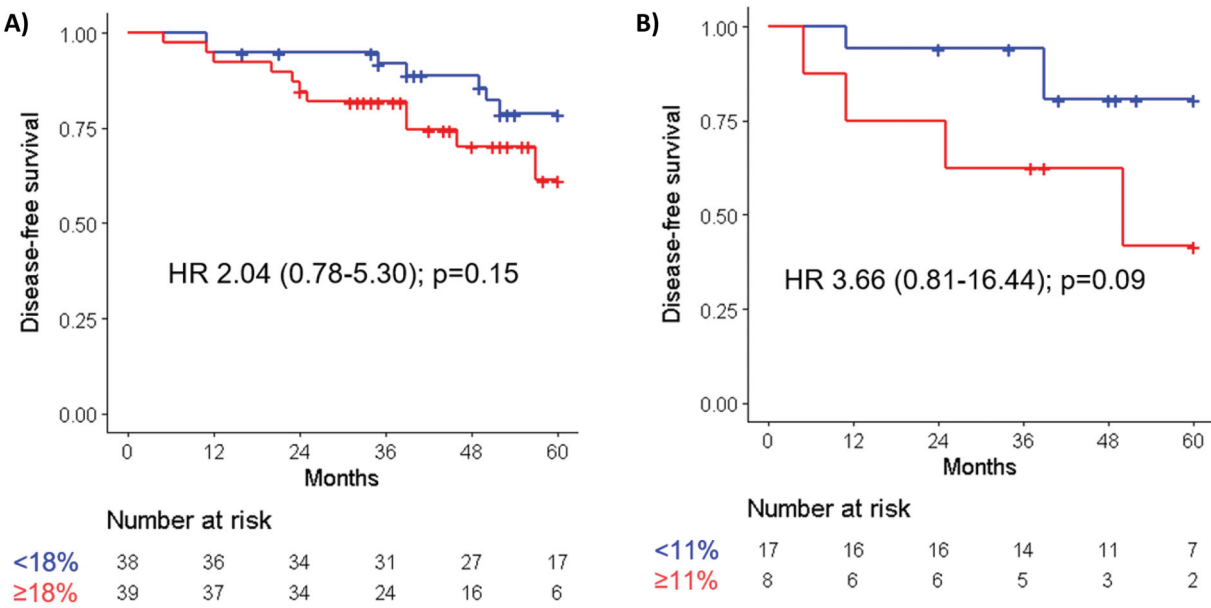 A)
1.00
0.75
0.50
0.25
0.00
Disease-free survival
HR 2.04 (0.78-5.30); p=0.15
0 12 24 36 48 60
Months
Number at risk
<18% 38 36 34 31 27 17
≥18% 39 37 34 24 16 6
B)
1.00
0.75
0.50
0.25
0.00
Disease-free survival
HR 3.66 (0.81-16.44); p=0.09
0 12 24 36 48 60
Months
Number at risk
<11% 17 16 16 14 11 7
≥11% 8 6 6 5 3 2